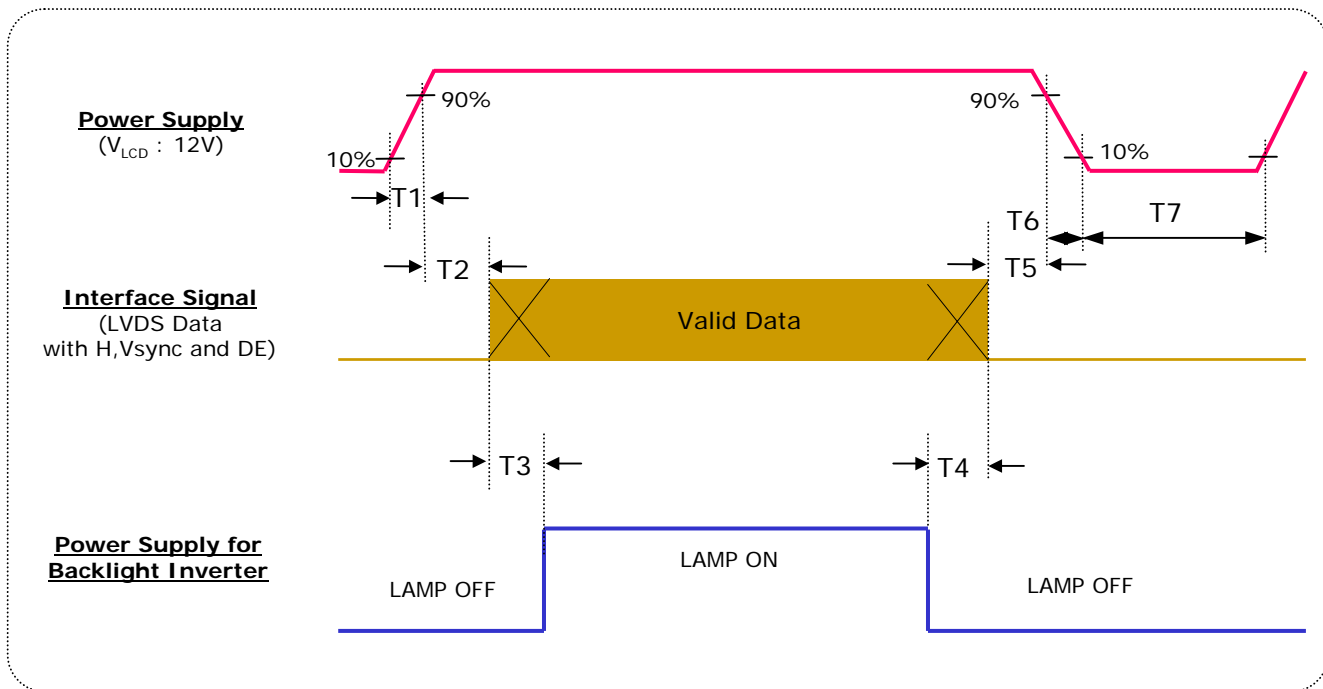 Power Supply
(VLCD : 12V)
10%
90%
90%
10%
T1
T6
T7
T2
T5
Interface Signal
(LVDS Data
with H,Vsync and DE)
Valid Data
T3
T4
Power Supply for
Backlight Inverter
LAMP OFF
LAMP ON
LAMP OFF